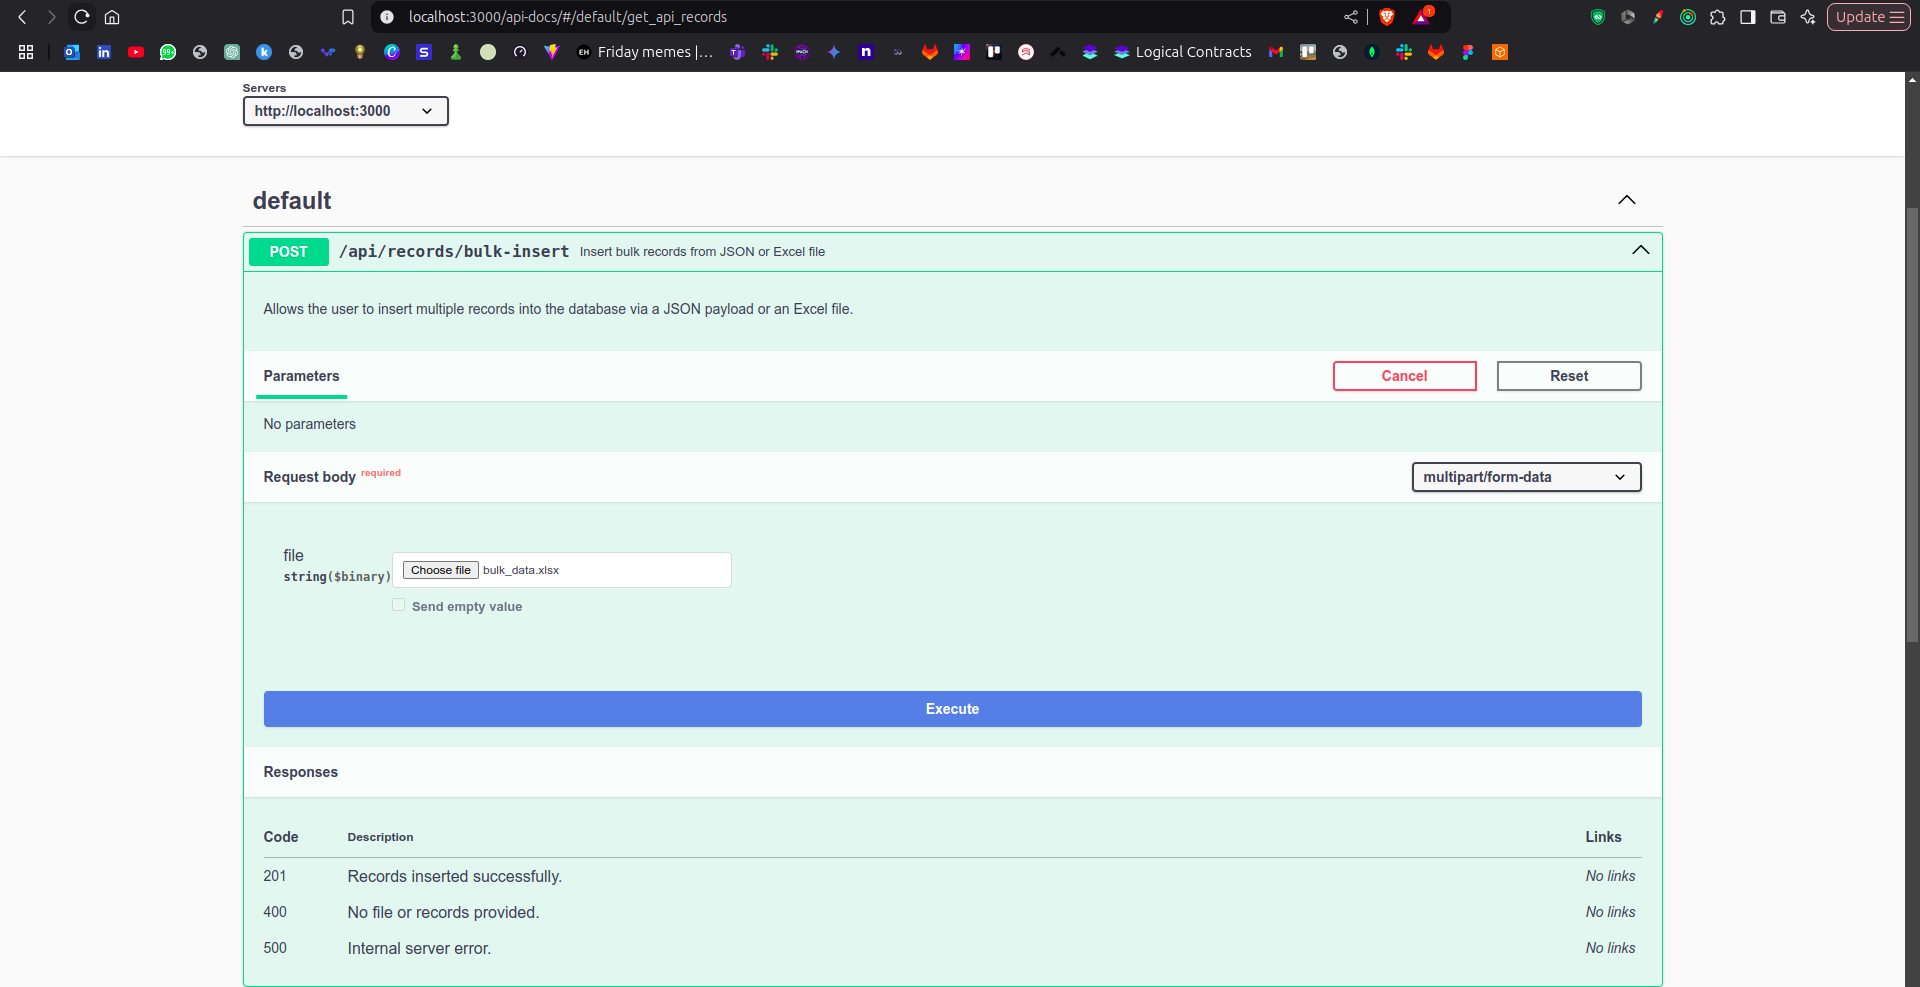 localhost:3000/api-docs/#/default/get_api_records
1
Update
99+
Friday memes |...
Logical Contracts
Servers
http://localhost:3000
default
POST /api/records/bulk-insert Insert bulk records from JSON or Excel file
Allows the user to insert multiple records into the database via a JSON payload or an Excel file.
Parameters
Cancel
Reset
No parameters
Request body required
multipart/form-data
file
string($binary)
Choose file bulk_data.xlsx
Send empty value
Execute
Responses
Code Description Links
201 Records inserted successfully. No links
400 No file or records provided. No links
500 Internal server error. No links